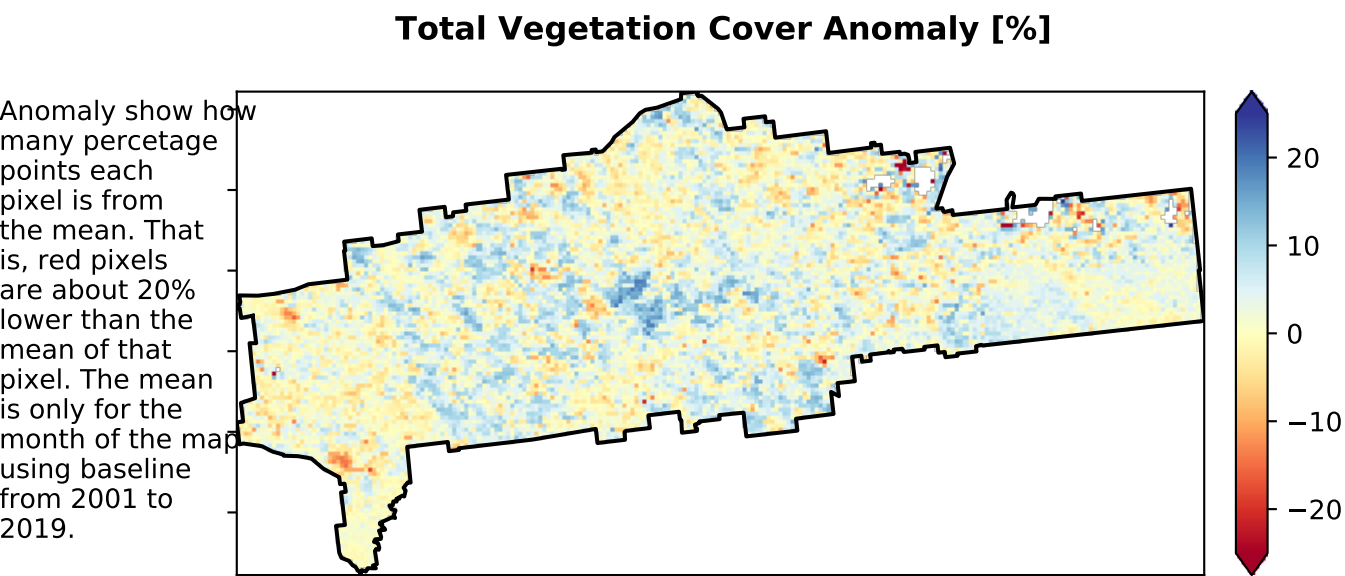 Total Vegetation Cover Anomaly [%]
Anomaly show how
many percetage
points each
pixel is from
the mean. That
is, red pixels
are about 20%
lower than the
mean of that
pixel. The mean
is only for the
month of the map
using baseline
from 2001 to
2019.
20
10
0
−10
−20